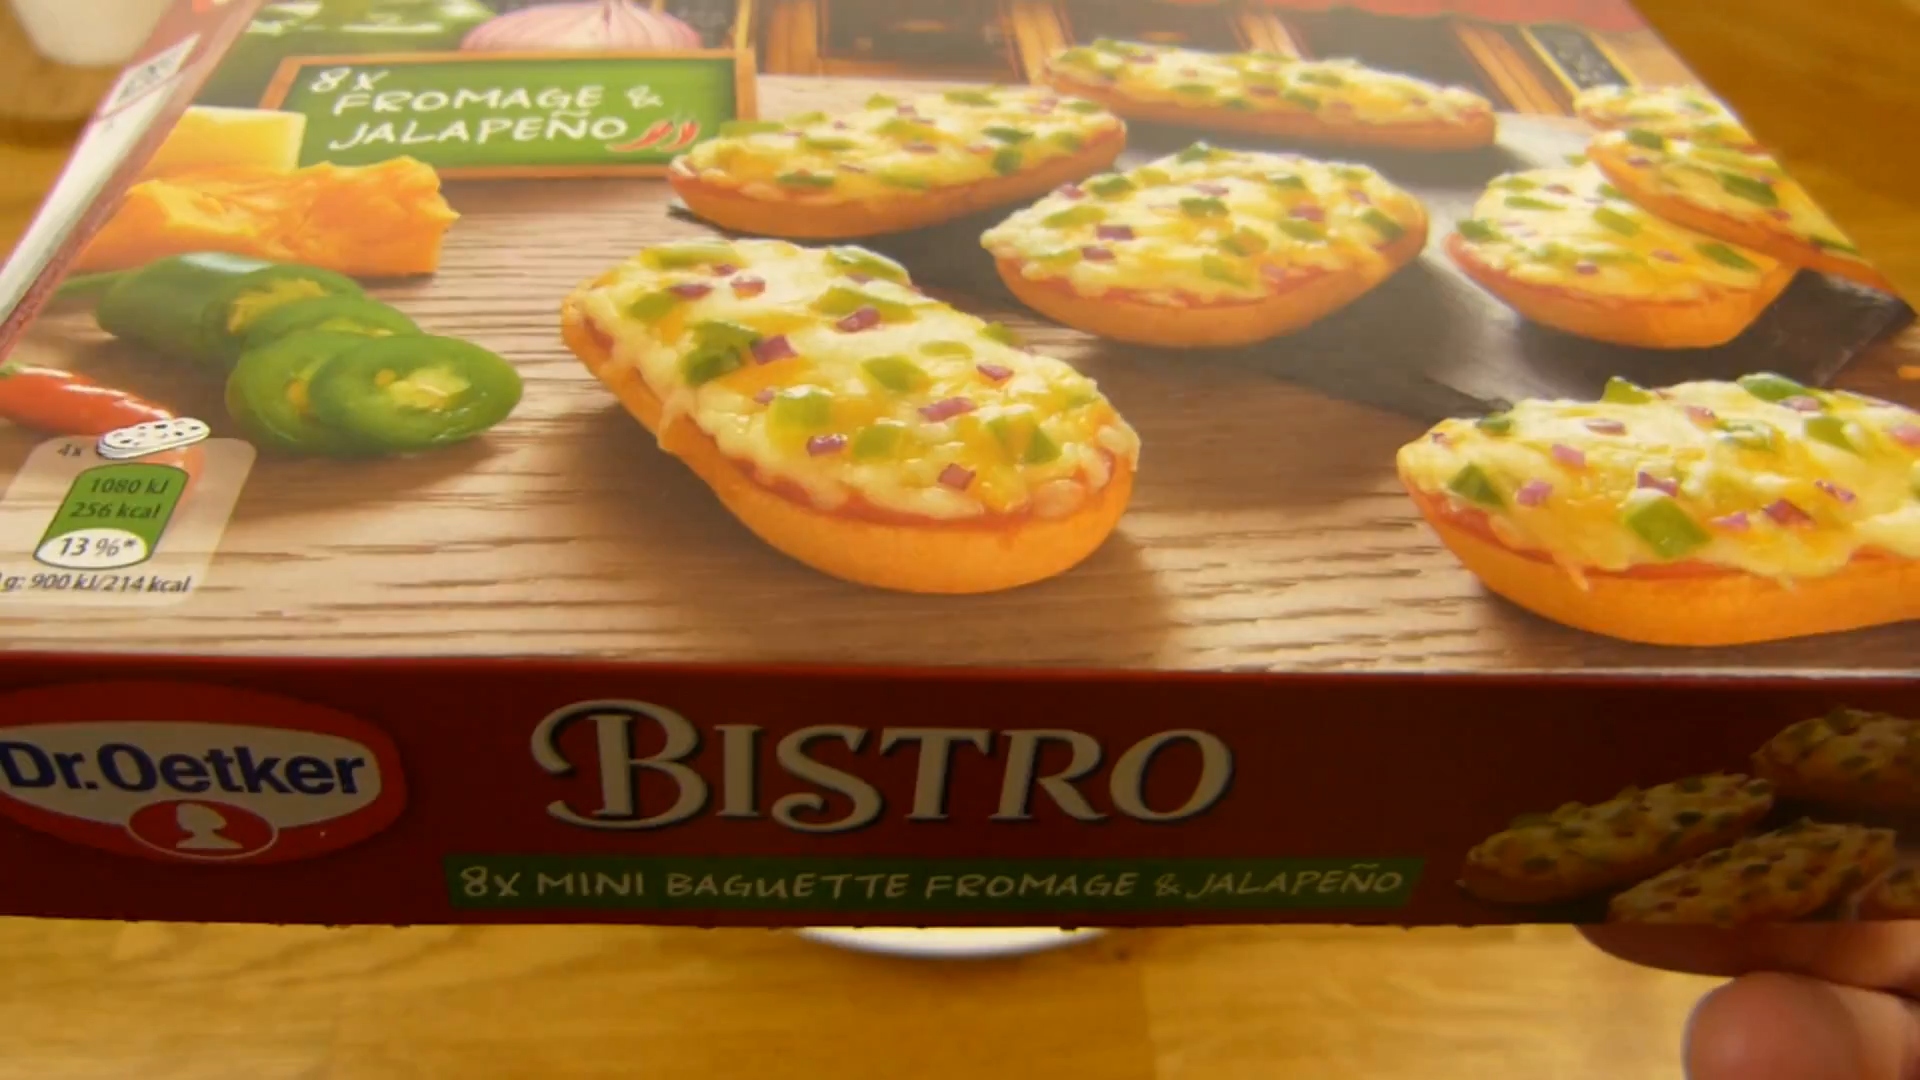 8x
FROMAGE &
JALAPEÑO
4x
1080 kJ
256 kcal
13 %*
g: 900 kJ/214 kcal
Dr. Oetker
BISTRO
8X MINI BAGUETTE FROMAGE & JALAPEÑO